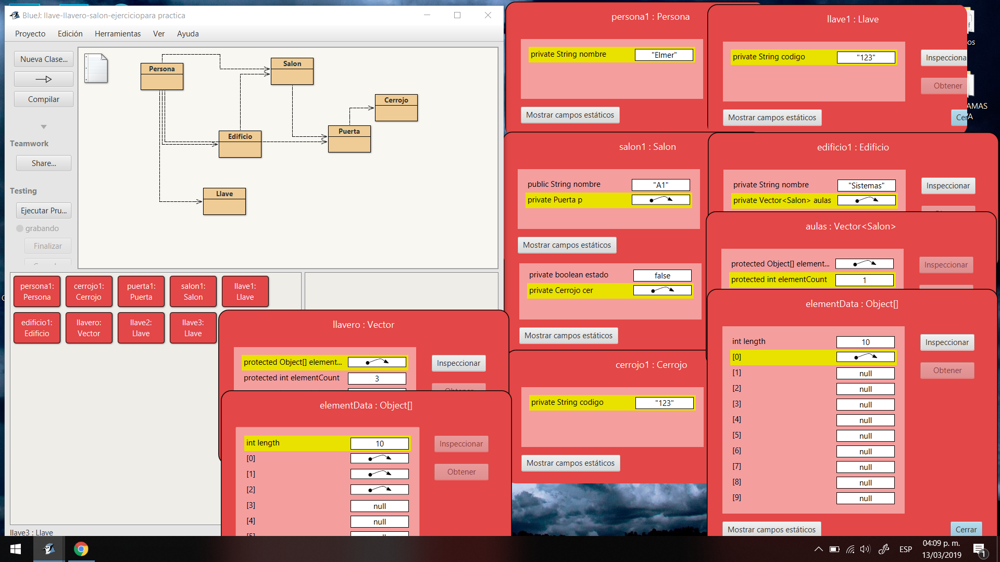 BlueJ: llave-llavero-salon-ejerciciopara practica
Proyecto Edición Herramientas Ver Ayuda
Nueva Clase...
Compilar
Teamwork
Share...
Testing
Ejecutar Pru...
grabando
Finalizar
Persona
Salon
Cerrojo
Edificio
Puerta
Llave
persona1:
Persona
cerrojo1:
Cerrojo
puerta1:
Puerta
salon1:
Salon
llave1:
Llave
edificio1:
Edificio
llavero:
Vector
llave2:
Llave
llave3:
Llave
llave3 : Llave
persona1 : Persona
private String nombre "Elmer"
Mostrar campos estáticos
llave1 : Llave
private String codigo "123"
Inspecciona
Obtener
Mostrar campos estáticos
Cer
os
AMAS
VA
salon1 : Salon
public String nombre "A1"
private Puerta p
Mostrar campos estáticos
edificio1 : Edificio
private String nombre "Sistemas"
private Vector<Salon> aulas
Inspeccionar
aulas : Vector<Salon>
protected Object[] element...
protected int elementCount 1
Inspeccionar
private boolean estado false
private Cerrojo cer
Mostrar campos estáticos
elementData : Object[]
int length 10
[0]
[1] null
[2] null
[3] null
[4] null
[5] null
[6] null
[7] null
[8] null
[9] null
Inspeccionar
Obtener
Mostrar campos estáticos
Cerrar
llavero : Vector
protected Object[] element...
protected int elementCount 3
Inspeccionar
Obtener
cerrojo1 : Cerrojo
private String codigo "123"
Mostrar campos estáticos
elementData : Object[]
int length 10
[0]
[1]
[2]
[3] null
[4] null
Inspeccionar
Obtener
ESP
04:09 p. m.
13/03/2019
1